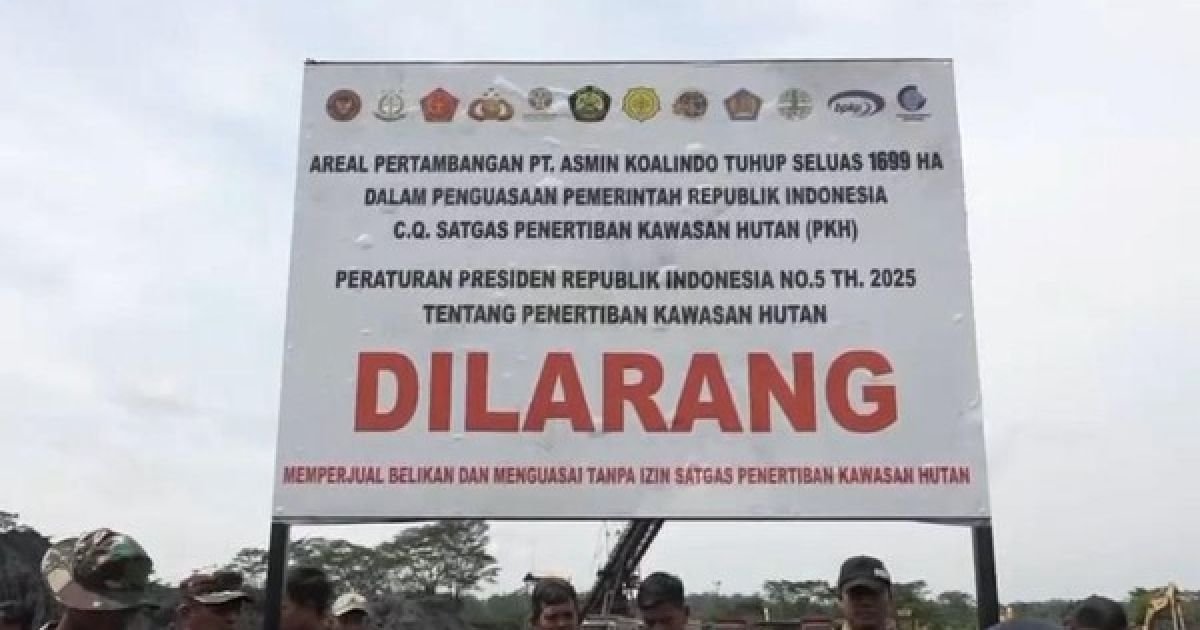 bpkp
AREAL PERTAMBANGAN PT. ASMIN KOALINDO TUHUP SELUAS 1699 HA
DALAM PENGUASAAN PEMERINTAH REPUBLIK INDONESIA
C.Q. SATGAS PENERTIBAN KAWASAN HUTAN (PKH)
PERATURAN PRESIDEN REPUBLIK INDONESIA NO.5 TH. 2025
TENTANG PENERTIBAN KAWASAN HUTAN
DILARANG
MEMPERJUAL BELIKAN DAN MENGUASAI TANPA IZIN SATGAS PENERTIBAN KAWASAN HUTAN